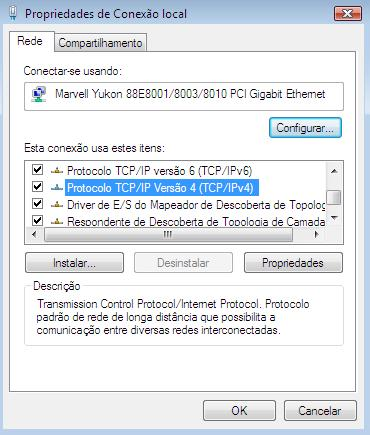 Propriedades de Conexão local
Rede
Compartilhamento
Conectar-se usando:
Marvell Yukon 88E8001/8003/8010 PCI Gigabit Ethernet
Configurar...
Esta conexão usa estes itens:
Protocolo TCP/IP versão 6 (TCP/IPv6)
Protocolo TCP/IP Versão 4 (TCP/IPv4)
Driver de E/S do Mapeador de Descoberta de Topolog
Respondente de Descoberta de Topologia de Camada
Instalar...
Desinstalar
Propriedades
Descrição
Transmission Control Protocol/Internet Protocol. Protocolo
padrão de rede de longa distância que possibilita a
comunicação entre diversas redes interconectadas.
OK
Cancelar